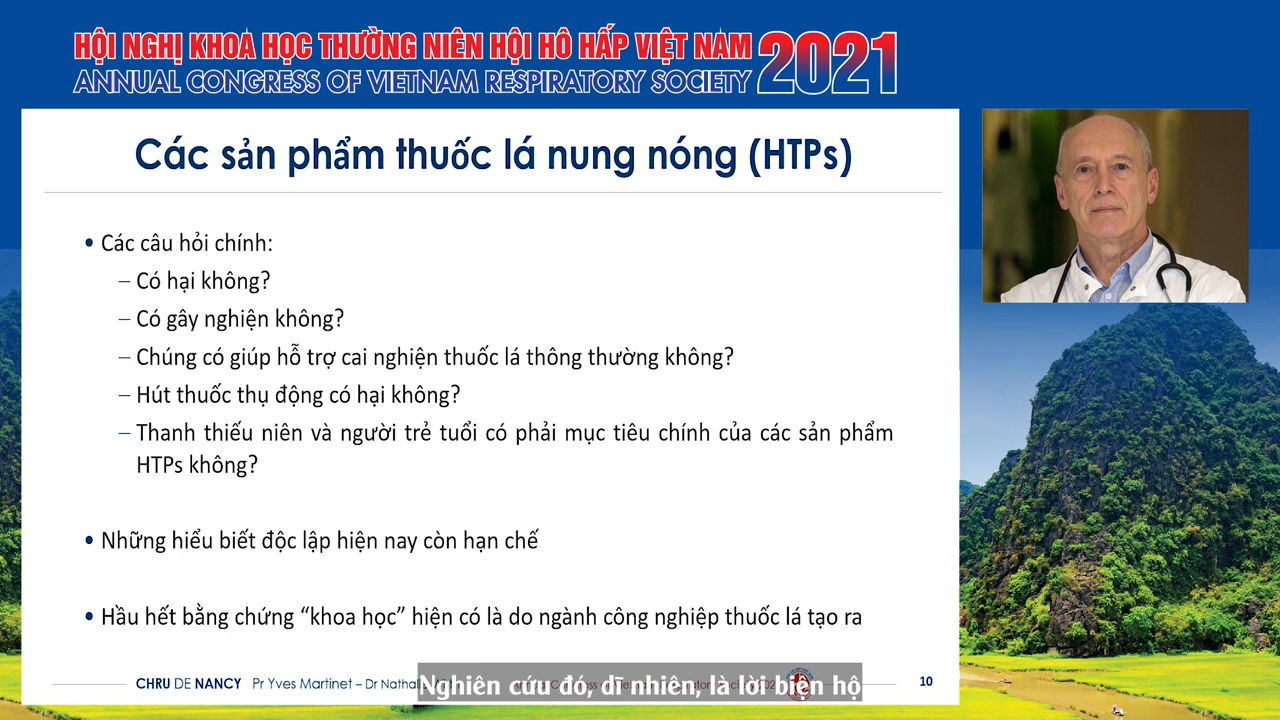 HỘI NGHỊ KHOA HỌC THƯỜNG NIÊN HỘI HÔ HẤP VIỆT NAM
ANNUAL CONGRESS OF VIETNAM RESPIRATORY SOCIETY 2021
Các sản phẩm thuốc lá nung nóng (HTPs)
• Các câu hỏi chính:
– Có hại không?
– Có gây nghiện không?
– Chúng có giúp hỗ trợ cai nghiện thuốc lá thông thường không?
– Hút thuốc thụ động có hại không?
– Thanh thiếu niên và người trẻ tuổi có phải mục tiêu chính của các sản phẩm
HTPs không?
• Những hiểu biết độc lập hiện nay còn hạn chế
• Hầu hết bằng chứng “khoa học” hiện có là do ngành công nghiệp thuốc lá tạo ra
CHRU DE NANCY Pr Yves Martinet – Dr
10
Nghiên cứu đó, dĩ nhiên, là lời biện hộ